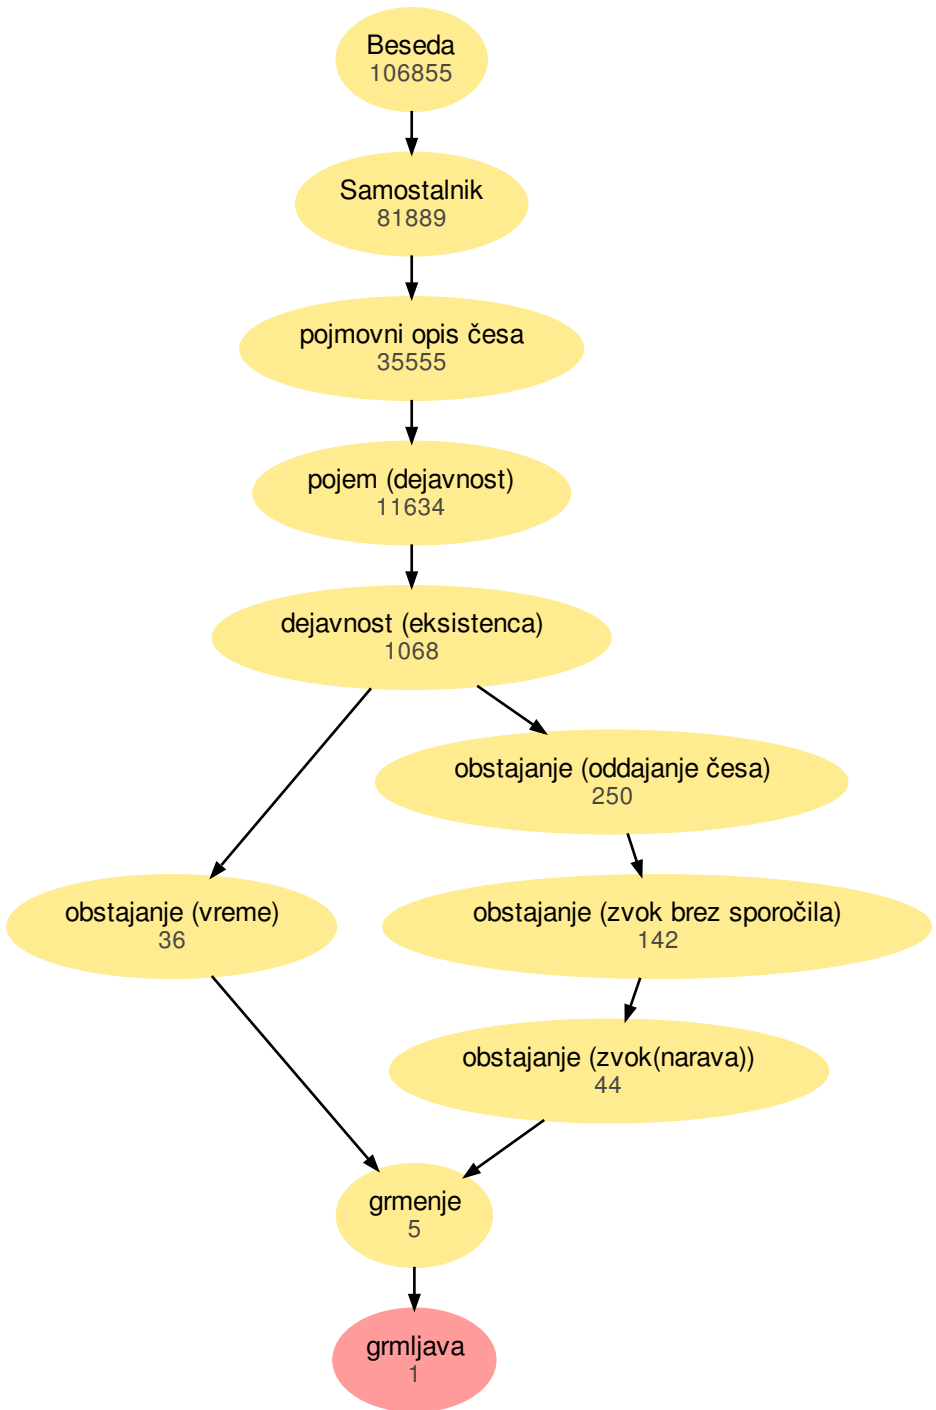 Beseda
106855
Samostalnik
81889
pojmovni opis česa
35555
pojem (dejavnost)
11634
dejavnost (eksistenca)
1068
obstajanje (oddajanje česa)
250
obstajanje (vreme)
36
obstajanje (zvok brez sporočila)
142
obstajanje (zvok(narava))
44
grmenje
5
grmljava
1